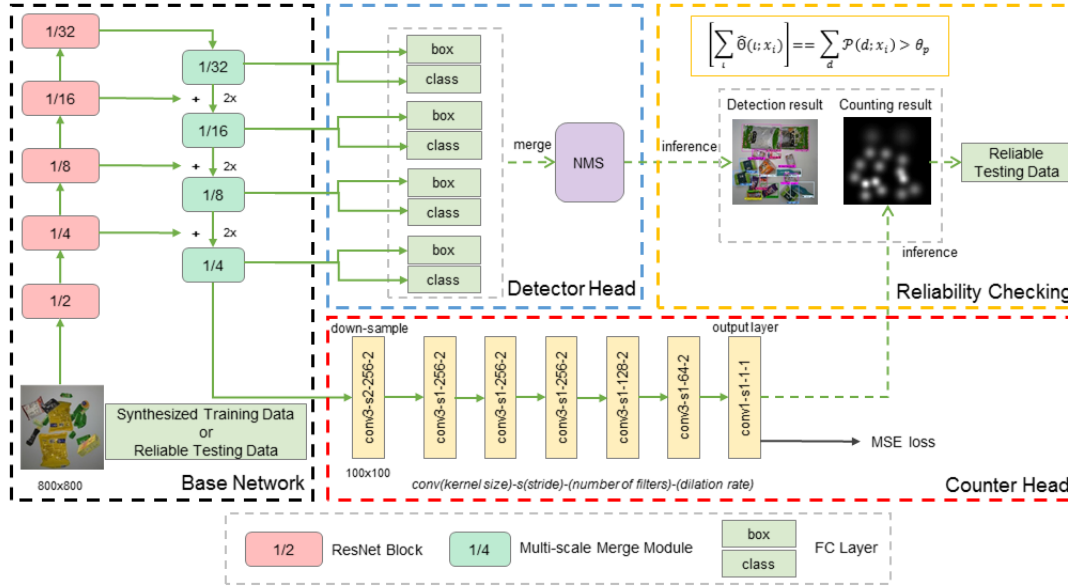 1/32
1/16
1/8
1/4
1/2
1/32
+ 2x
1/16
+ 2x
1/8
+ 2x
1/4
800x800
Synthesized Training Data
or
Reliable Testing Data
Base Network
box
class
box
class
box
class
box
class
merge
NMS
Detector Head
inference
[∑ι Θ̂(ι; xᵢ)] == ∑d 𝒫(d; xᵢ) > θₚ
Detection result
Counting result
Reliable
Testing Data
inference
Reliability Checking
down-sample
output layer
conv3-s2-256-2
conv3-s1-256-2
conv3-s1-256-2
conv3-s1-256-2
conv3-s1-128-2
conv3-s1-64-2
conv1-s1-1-1
100x100
MSE loss
conv(kernel size)-s(stride)-(number of filters)-(dilation rate)
Counter Head
1/2
ResNet Block
1/4
Multi-scale Merge Module
box
class
FC Layer